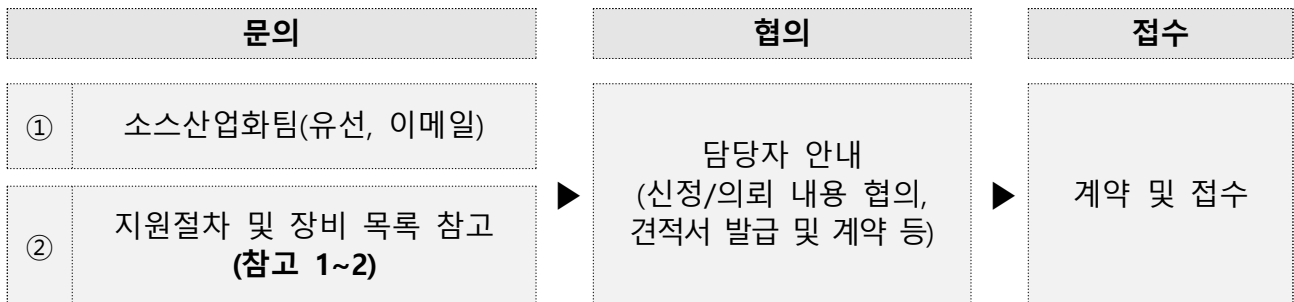 문의
협의
접수
① 소스산업화팀(유선, 이메일)
② 지원절차 및 장비 목록 참고
(참고 1~2)
▶
담당자 안내
(신정/의뢰 내용 협의,
견적서 발급 및 계약 등)
▶
계약 및 접수